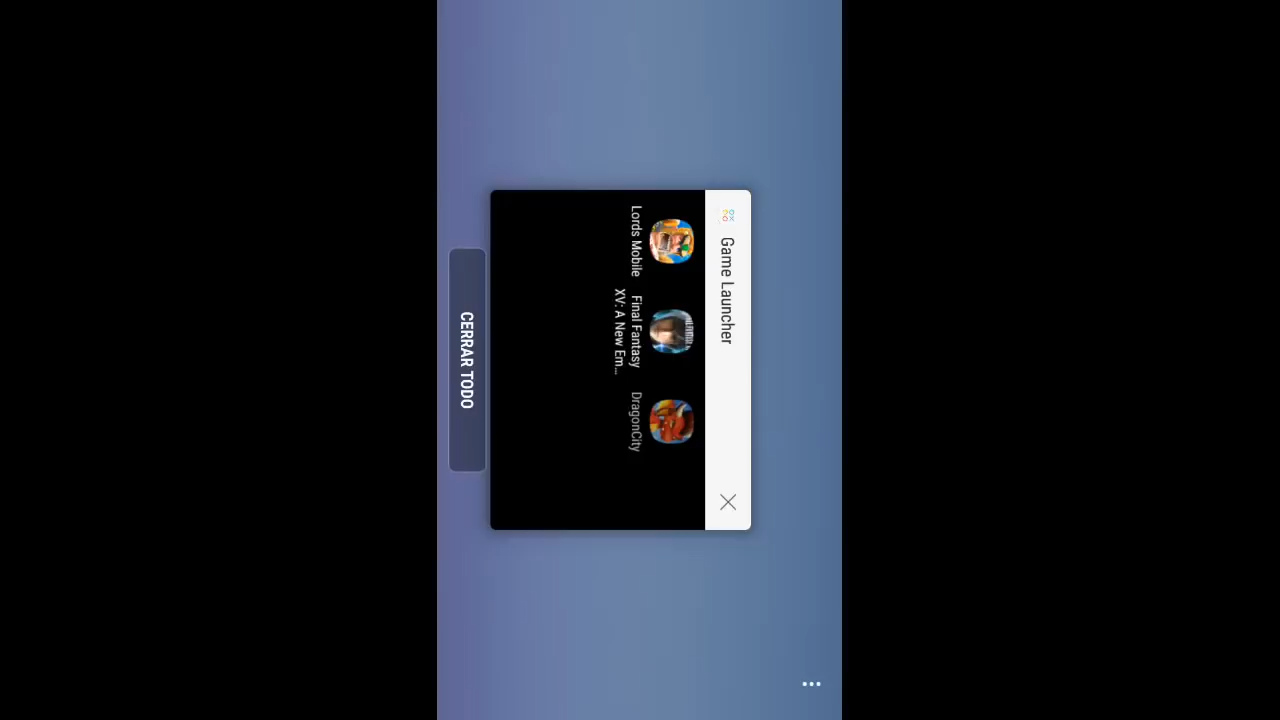 Game Launcher
Lords Mobile
Final Fantasy
XV: A New Em...
DragonCity
CERRAR TODO